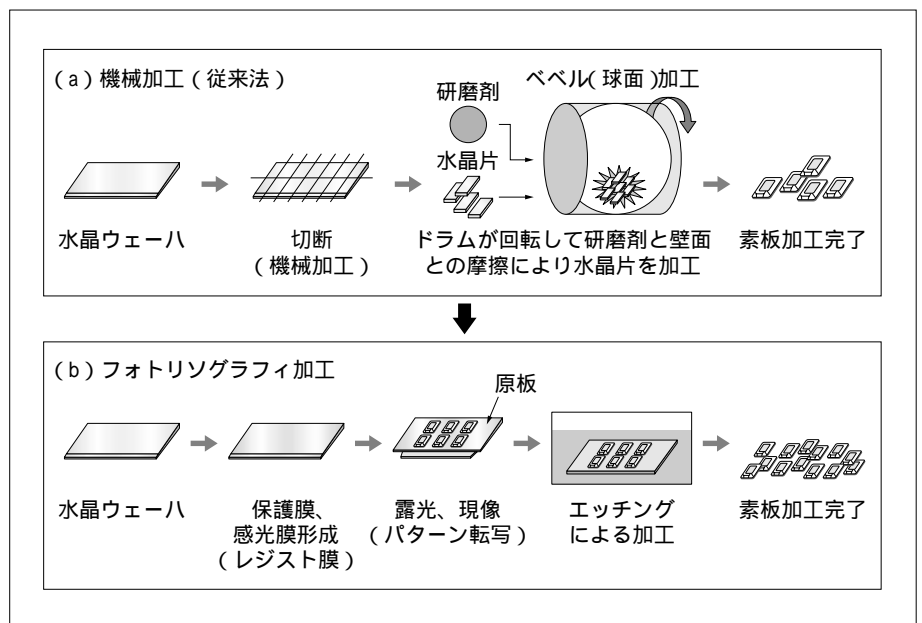 (a)機械加工(従来法)
研磨剤
ベベル(球面)加工
水晶片
水晶ウェーハ
切断
(機械加工)
ドラムが回転して研磨剤と壁面
との摩擦により水晶片を加工
素板加工完了
(b)フォトリソグラフィ加工
原板
水晶ウェーハ
保護膜、
感光膜形成
(レジスト膜)
露光、現像
(パターン転写)
エッチング
による加工
素板加工完了